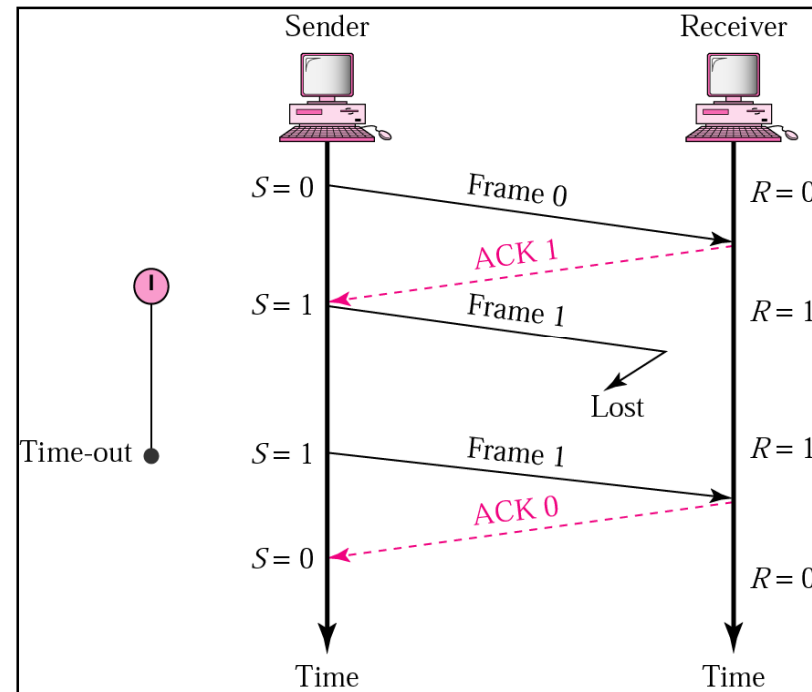 Sender Receiver
S = 0 Frame 0 R = 0
ACK 1
S = 1 Frame 1 R = 1
Lost
Time-out S = 1 Frame 1 R = 1
ACK 0
S = 0 R = 0
Time Time